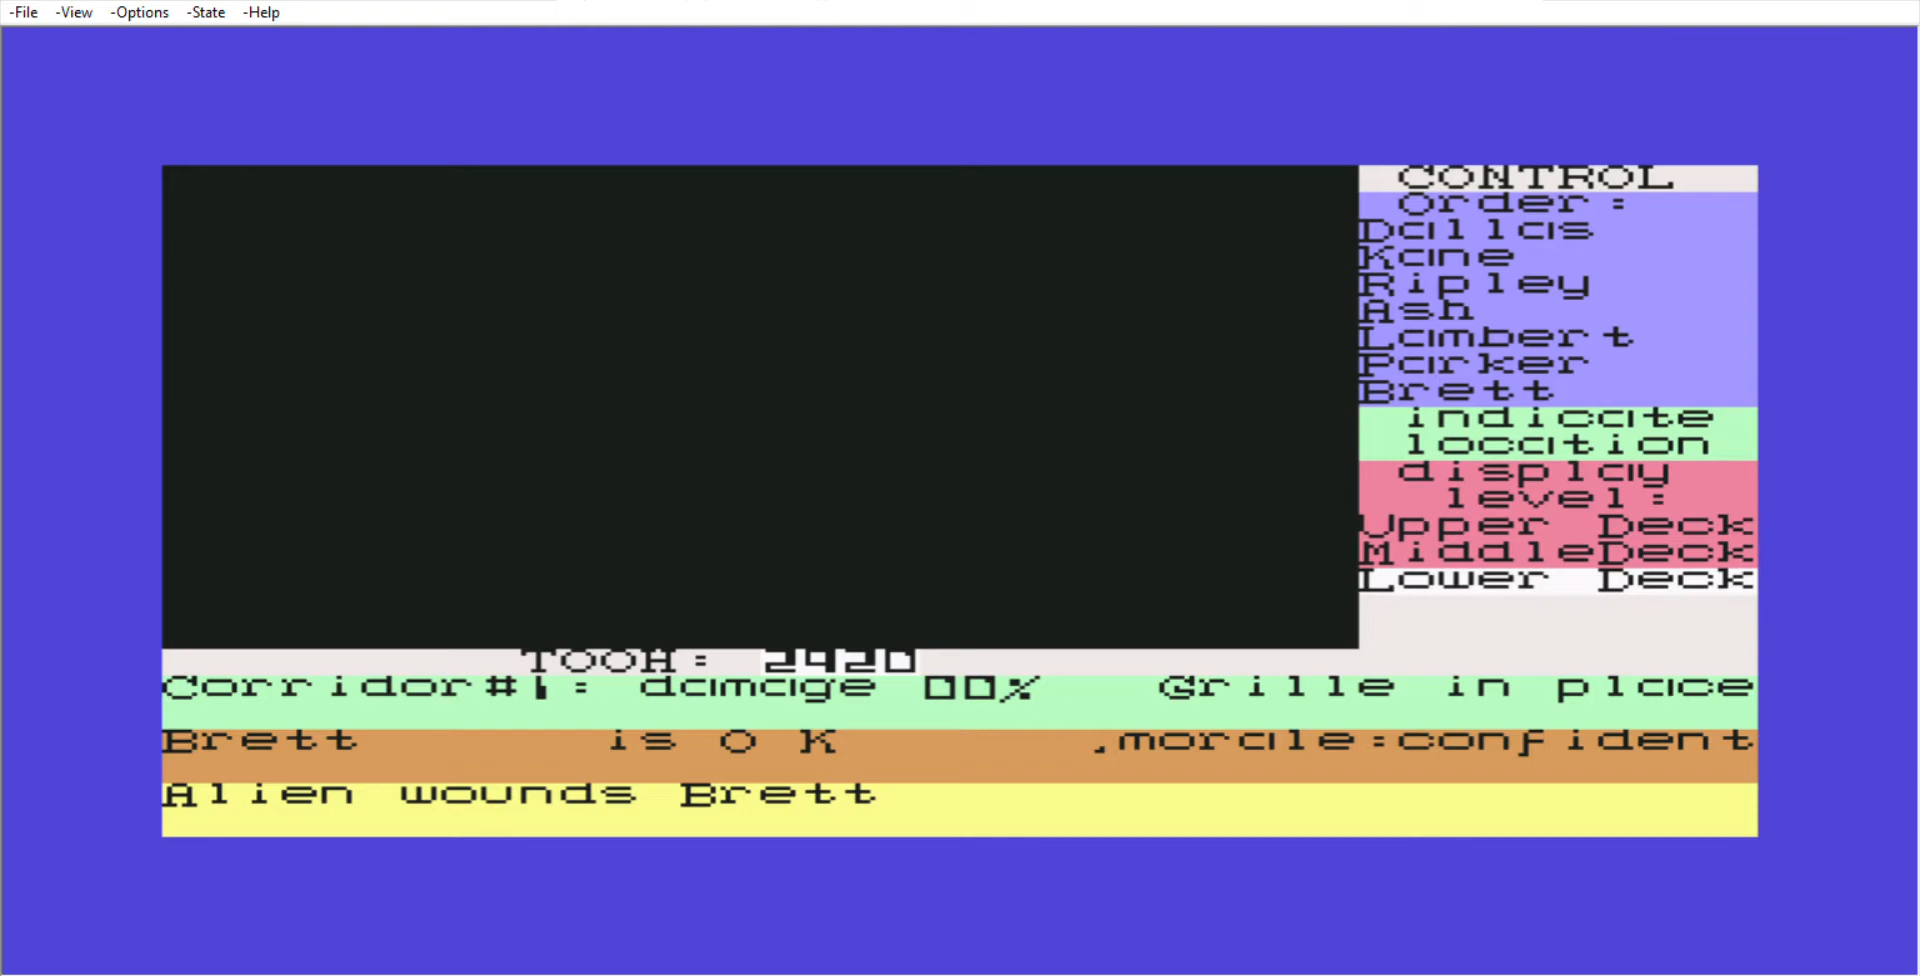 -File -View -Options -State -Help
CONTROL
Order:
Dallas
Kane
Ripley
Ash
Lambert
Parker
Brett
indicate
location
display
level:
Upper Deck
MiddleDeck
Lower Deck
TOOH: 2420
Corridor#1: damage 00% Grille in place
Brett is O K ,morale:confident
Alien wounds Brett